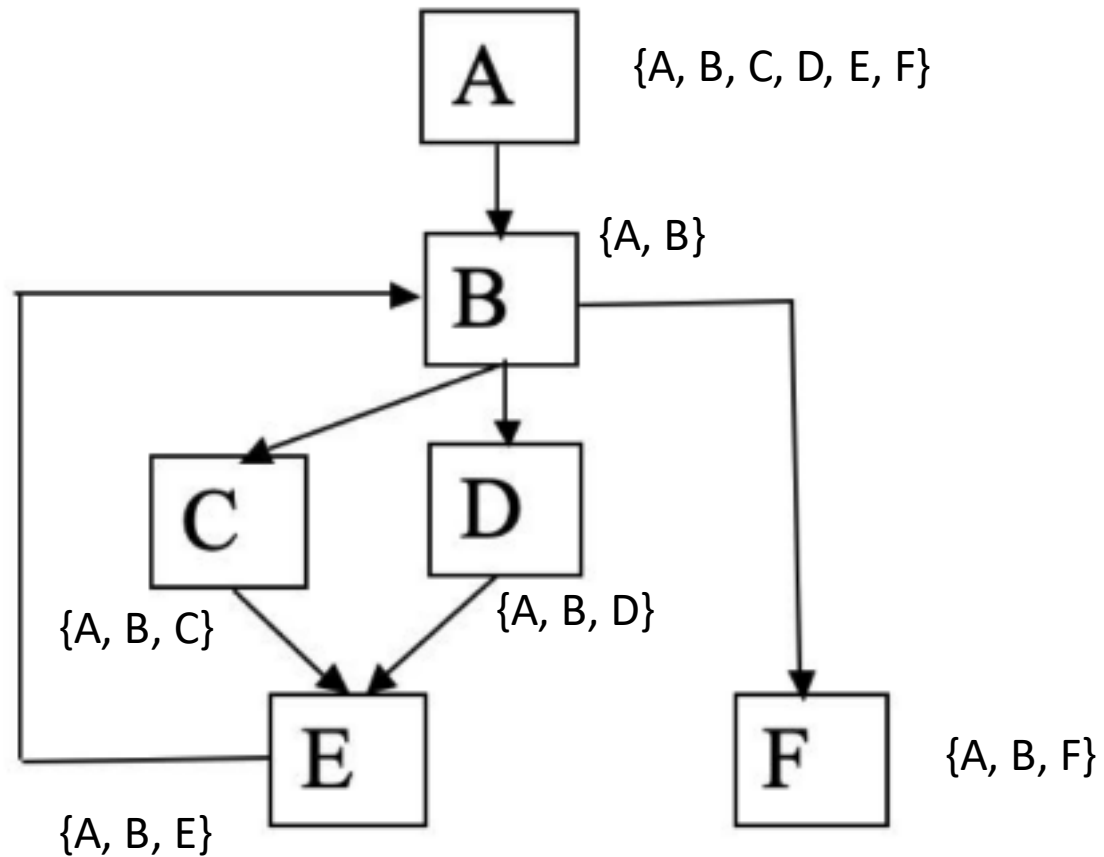 A
{A, B, C, D, E, F}
{A, B}
B
C
D
{A, B, C}
{A, B, D}
E
F
{A, B, F}
{A, B, E}